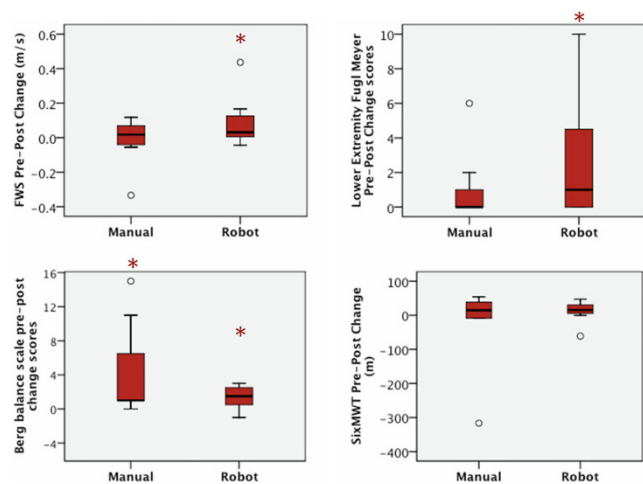 *
FWS Pre-Post Change (m/s)
0.6
0.4
0.2
0.0
-0.2
-0.4
Manual Robot
*
Lower Extremity Fugl Meyer
Pre-Post Change scores
10
8
6
4
2
0
Manual Robot
* *
Berg balance scale pre-post
change scores
16
12
8
4
0
-4
Manual Robot
SixMWT Pre-Post Change
(m)
100
0
-100
-200
-300
-400
Manual Robot